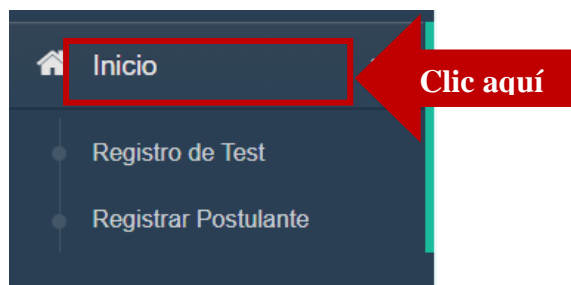 Inicio
Clic aquí
Registro de Test
Registrar Postulante